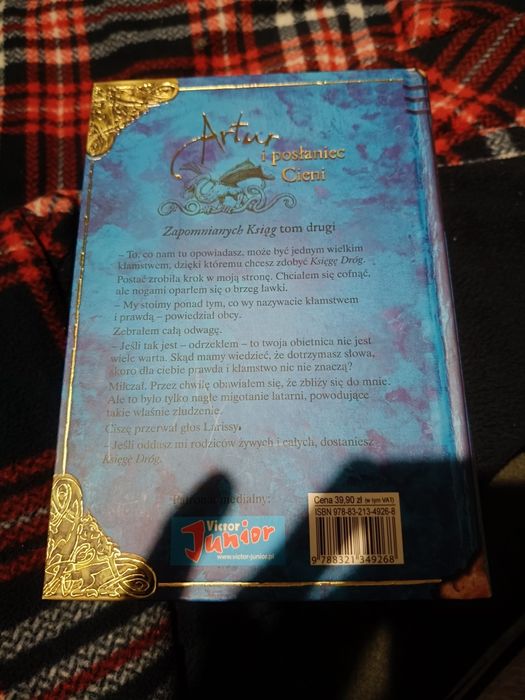 Artur
i posłaniec
Cieni
Zapomnianych Ksiąg tom drugi
– To, co nam tu opowiadasz, może być jednym wielkim
kłamstwem, dzięki któremu chcesz zdobyć Księgę Dróg.
Postać zrobiła krok w moją stronę. Chciałem się cofnąć,
ale nogami oparłem się o brzeg ławki.
– My stoimy ponad tym, co wy nazywacie kłamstwem
i prawdą – powiedział obcy.
Zebrałem całą odwagę.
– Jeśli tak jest – odrzekłem – to twoja obietnica nie jest
wiele warta. Skąd mamy wiedzieć, że dotrzymasz słowa,
skoro dla ciebie prawda i kłamstwo nic nie znaczą?
Milczał. Przez chwilę obawiałem się, że zbliży się do mnie.
Ale to było tylko nagłe migotanie latarni, powodujące
takie właśnie złudzenie.
Ciszę przerwał głos Larissy.
– Jeśli oddasz mi rodziców żywych i całych, dostaniesz
Księgę Dróg.
Patronat medialny:
Victor
Junior
www.victor-junior.pl
Cena 39,90 zł (w tym VAT)
ISBN 978-83-213-4926-8
9 788321 349268